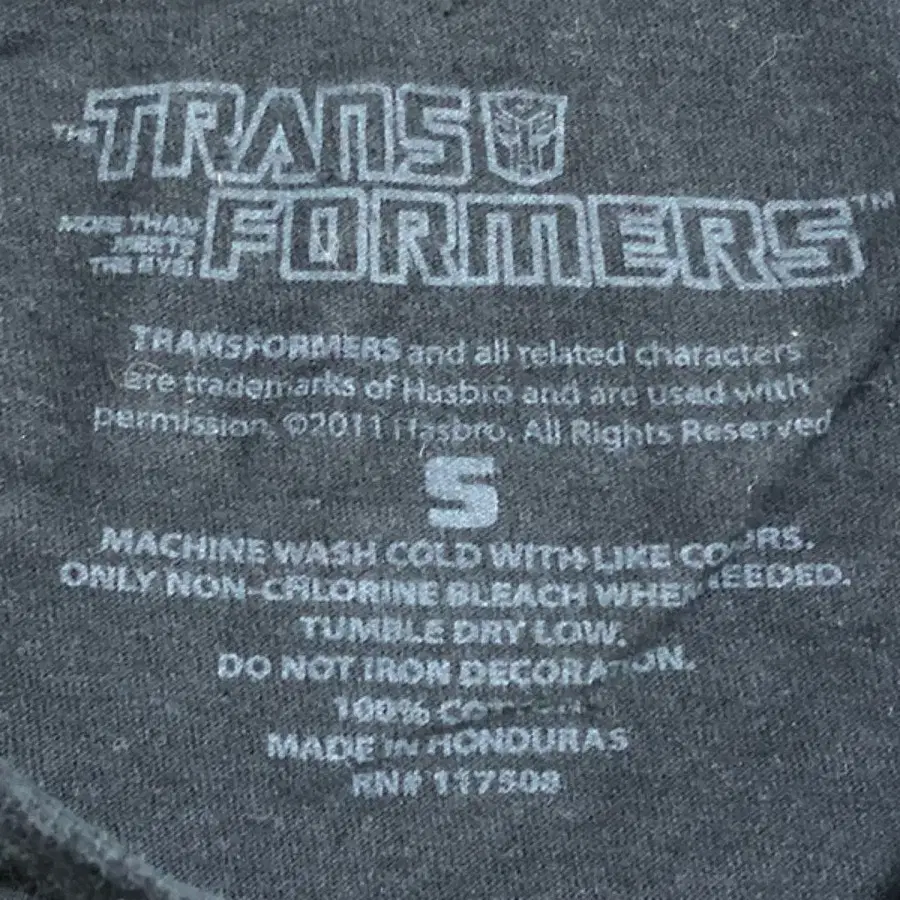 THE TRANS
FORMERS™
MORE THAN
MEETS
THE EYE!
TRANSFORMERS and all related characters
are trademarks of Hasbro and are used with
permission. ©2011 Hasbro. All Rights Reserved
S
MACHINE WASH COLD WITH LIKE COLORS.
ONLY NON-CHLORINE BLEACH WHEN NEEDED.
TUMBLE DRY LOW.
DO NOT IRON DECORATION.
100% COTTON
MADE IN HONDURAS
RN# 117508